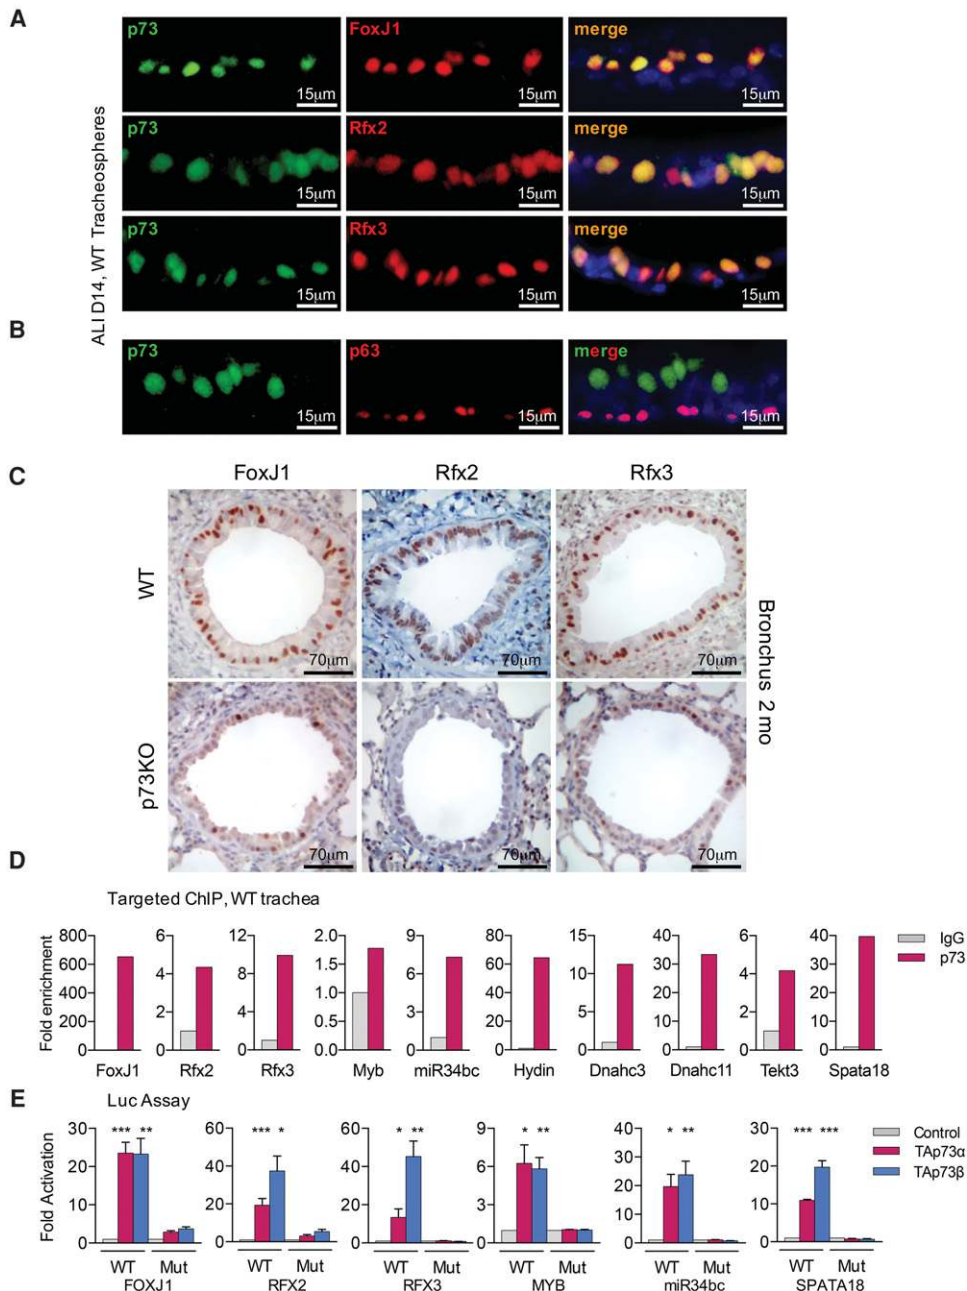 A
p73 FoxJ1 merge
15µm 15µm 15µm
p73 Rfx2 merge
15µm 15µm 15µm
p73 Rfx3 merge
15µm 15µm 15µm
ALI D14, WT Tracheospheres
B
p73 p63 merge
15µm 15µm 15µm
C
FoxJ1 Rfx2 Rfx3
WT
70µm 70µm 70µm
p73KO
70µm 70µm 70µm
Bronchus 2 mo
D
Targeted ChIP, WT trachea
Fold enrichment
800 600 400 200 0
6 4 2 0
12 9 6 3 0
2.0 1.5 1.0 0.5 0.0
9 6 3 0
80 60 40 20 0
15 10 5 0
40 30 20 10 0
6 4 2 0
40 30 20 10 0
IgG
p73
FoxJ1 Rfx2 Rfx3 Myb miR34bc Hydin Dnahc3 Dnahc11 Tekt3 Spata18
E
Luc Assay
Fold Activation
30 20 10 0
60 40 20 0
60 40 20 0
9 6 3 0
40 30 20 10 0
30 20 10 0
*** ** *** * * ** * ** * ** *** ***
Control
TAp73α
TAp73β
WT Mut WT Mut WT Mut WT Mut WT Mut WT Mut
FOXJ1 RFX2 RFX3 MYB miR34bc SPATA18